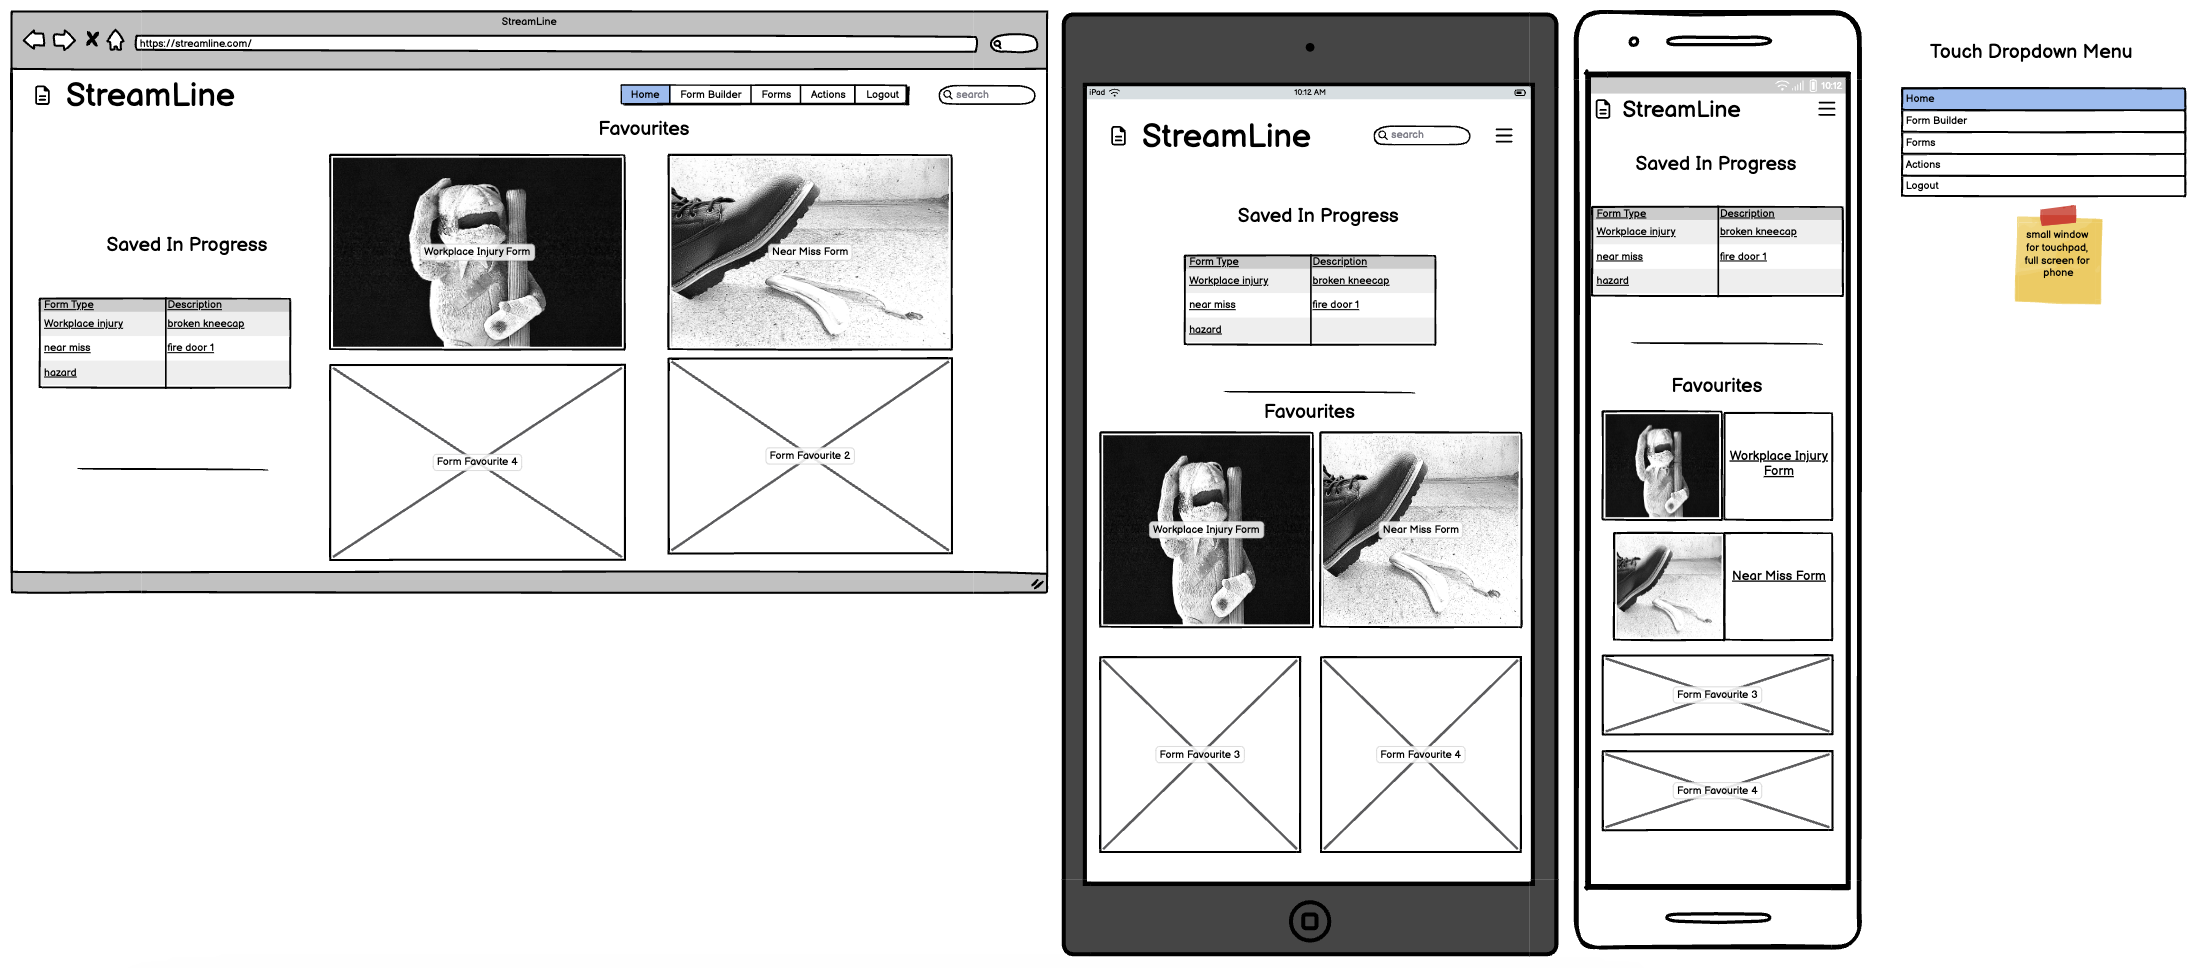 StreamLine
https://streamline.com/
StreamLine
Home Form Builder Forms Actions Logout
search
Favourites
Saved In Progress
Form Type Description
Workplace injury broken kneecap
near miss fire door 1
hazard
Workplace Injury Form
Near Miss Form
Form Favourite 4
Form Favourite 2
iPad 10:12 AM
StreamLine
search
Saved In Progress
Form Type Description
Workplace injury broken kneecap
near miss fire door 1
hazard
Favourites
Workplace Injury Form
Near Miss Form
Form Favourite 3
Form Favourite 4
10:12
StreamLine
Saved In Progress
Form Type Description
Workplace injury broken kneecap
near miss fire door 1
hazard
Favourites
Workplace Injury
Form
Near Miss Form
Form Favourite 3
Form Favourite 4
Touch Dropdown Menu
Home
Form Builder
Forms
Actions
Logout
small window
for touchpad,
full screen for
phone